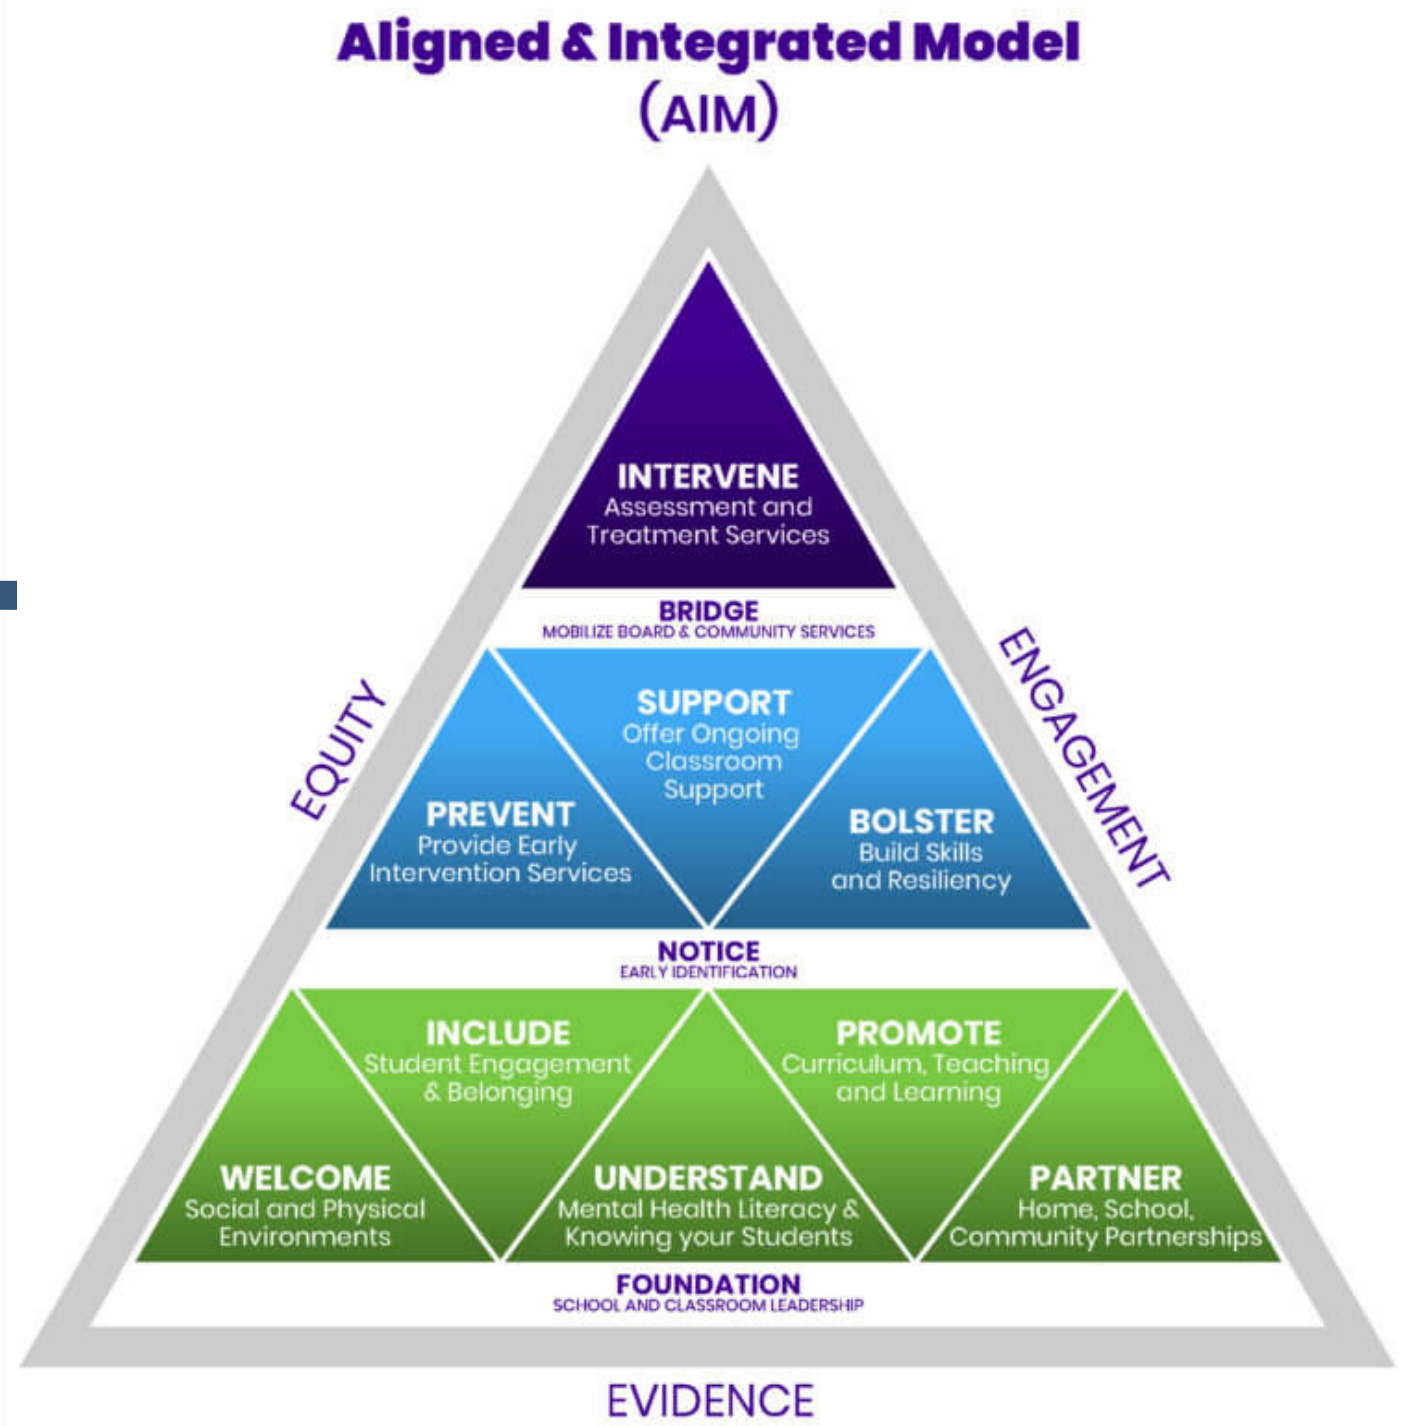 Aligned & Integrated Model
(AIM)
INTERVENE
Assessment and
Treatment Services
BRIDGE
MOBILIZE BOARD & COMMUNITY SERVICES
EQUITY
ENGAGEMENT
SUPPORT
Offer Ongoing
Classroom
Support
PREVENT
Provide Early
Intervention Services
BOLSTER
Build Skills
and Resiliency
NOTICE
EARLY IDENTIFICATION
INCLUDE
Student Engagement
& Belonging
PROMOTE
Curriculum, Teaching
and Learning
WELCOME
Social and Physical
Environments
UNDERSTAND
Mental Health Literacy &
Knowing your Students
PARTNER
Home, School,
Community Partnerships
FOUNDATION
SCHOOL AND CLASSROOM LEADERSHIP
EVIDENCE